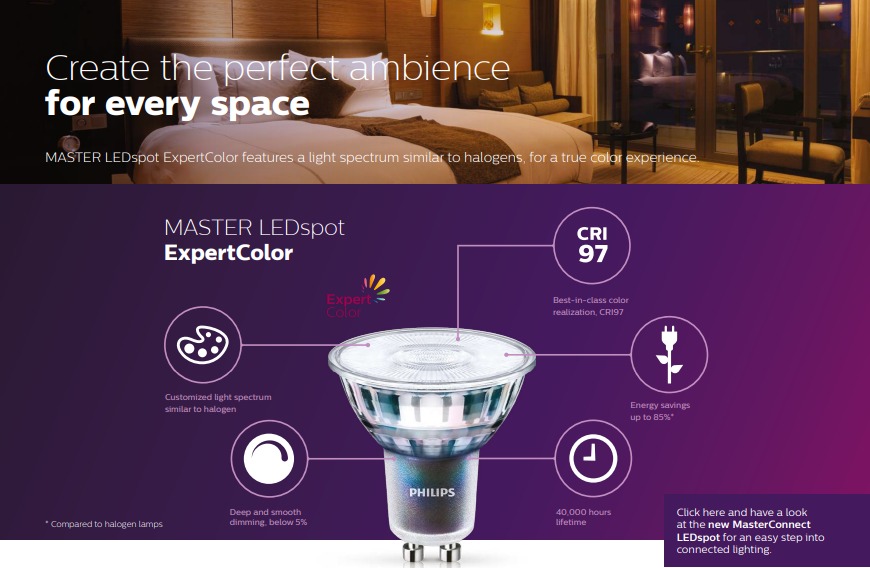 Create the perfect ambience
for every space
MASTER LEDspot ExpertColor features a light spectrum similar to halogens, for a true color experience.
MASTER LEDspot
ExpertColor
CRI
97
Best-in-class color
realization, CRI97
Expert
Color
Customized light spectrum
similar to halogen
Energy savings
up to 85%*
PHILIPS
Deep and smooth
dimming, below 5%
40,000 hours
lifetime
* Compared to halogen lamps
Click here and have a look
at the new MasterConnect
LEDspot for an easy step into
connected lighting.